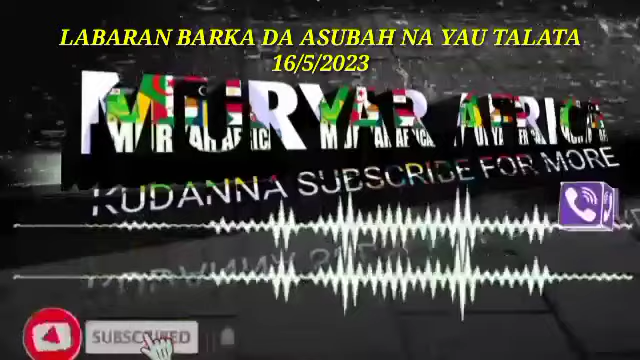 LABARAN BARKA DA ASUBAH NA YAU TALATA
16/5/2023
MURYAR AFRICA
KUDANNA SUBSCRIBE FOR MORE
SUBSCRIBED